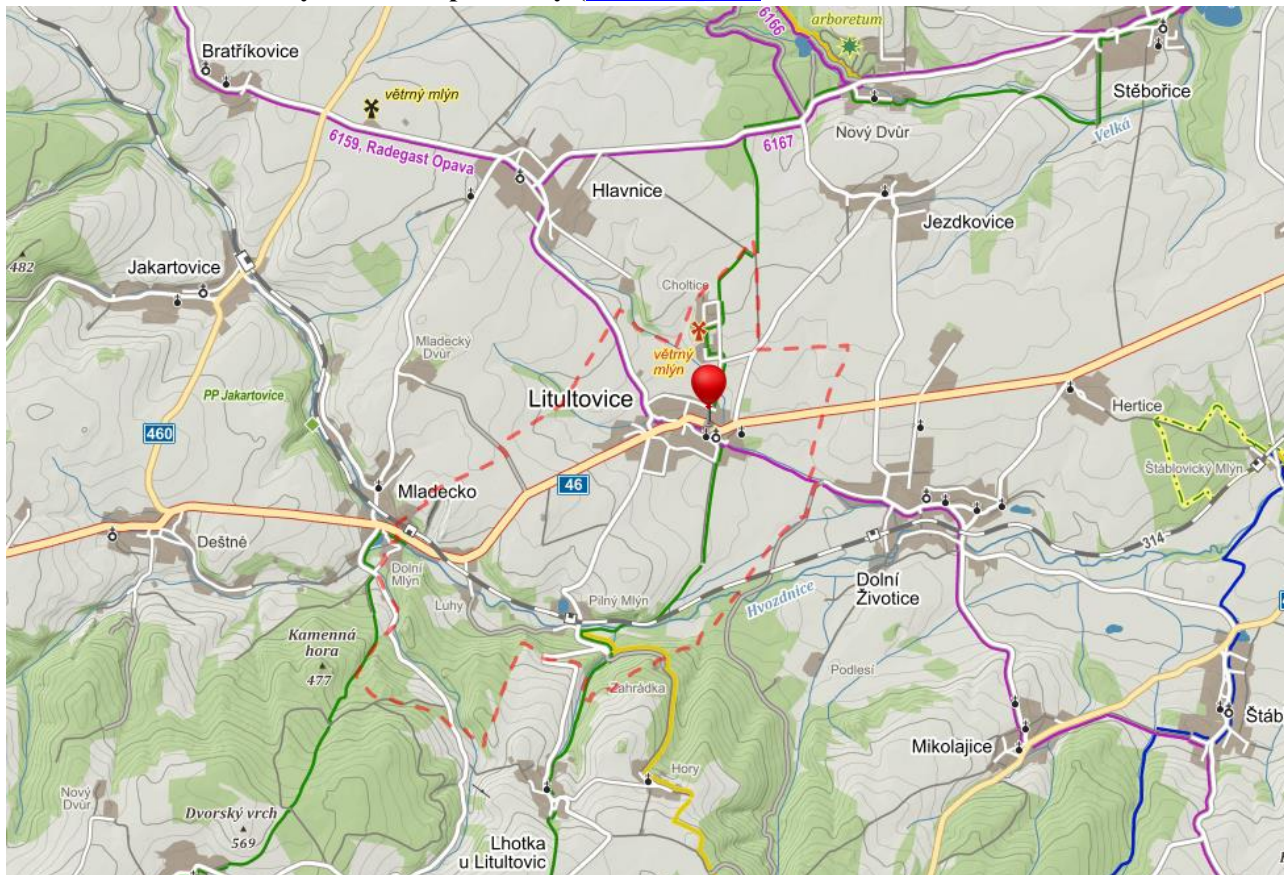 arboretum
6166
Bratříkovice
větrný mlýn
Stěbořice
Nový Dvůr
Velká
6159, Radegast Opava
6167
Hlavnice
Jezdkovice
482
Jakartovice
Choltice
Mladecký
Dvůr
větrný
mlýn
PP Jakartovice
Litultovice
Hertice
460
Štáblovický Mlýn
46
Mladecko
Deštné
314
Dolní
Mlýn
Dolní
Životice
Luhy
Pilný Mlýn
Hvozdnice
Kamenná
hora
477
Podlesí
Zahrádka
Štáb
Mikolajice
Hory
Nový
Dvůr
Dvorský vrch
569
Lhotka
u Litultovic